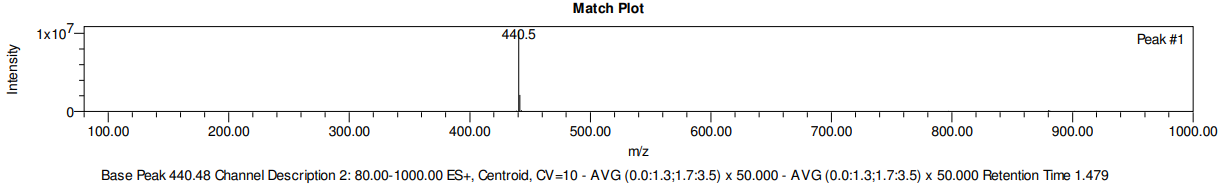 Match Plot
1x10⁷
440.5
Peak #1
Intensity
0
100.00 200.00 300.00 400.00 500.00 600.00 700.00 800.00 900.00 1000.00
m/z
Base Peak 440.48 Channel Description 2: 80.00-1000.00 ES+, Centroid, CV=10 - AVG (0.0:1.3;1.7:3.5) x 50.000 - AVG (0.0:1.3;1.7:3.5) x 50.000 Retention Time 1.479